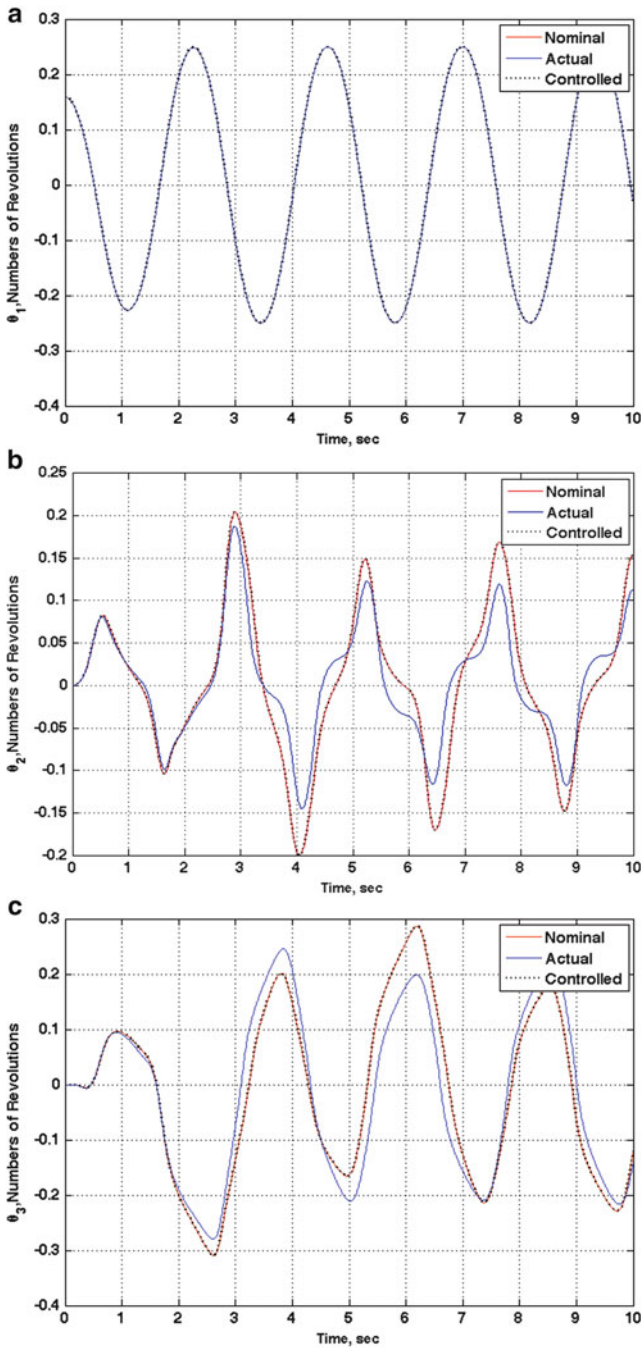 a
0.3
0.2
0.1
0
-0.1
-0.2
-0.3
-0.4
θ1,Numbers of Revolutions
Nominal
Actual
Controlled
0 1 2 3 4 5 6 7 8 9 10
Time, sec
b
0.25
0.2
0.15
0.1
0.05
0
-0.05
-0.1
-0.15
-0.2
θ2,Numbers of Revolutions
Nominal
Actual
Controlled
0 1 2 3 4 5 6 7 8 9 10
Time, sec
c
0.3
0.2
0.1
0
-0.1
-0.2
-0.3
-0.4
θ3,Numbers of Revolutions
Nominal
Actual
Controlled
0 1 2 3 4 5 6 7 8 9 10
Time, sec